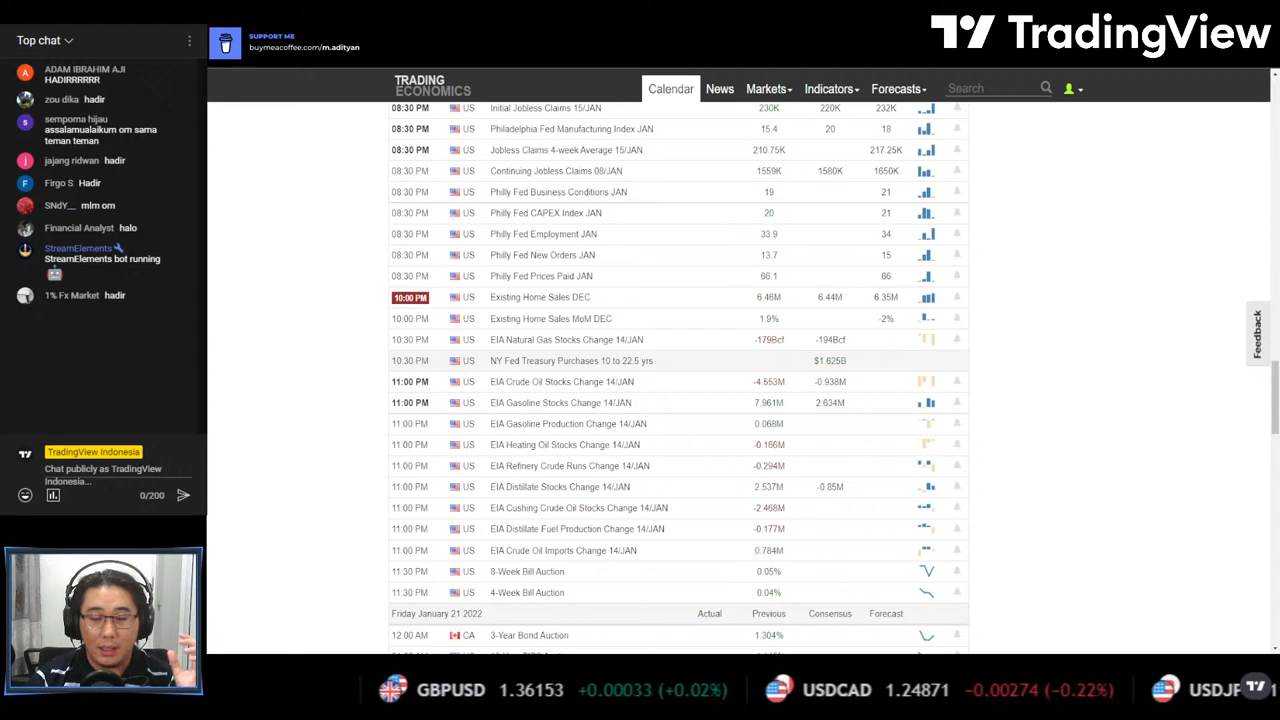 Top chat
ADAM IBRAHIM AJI
HADIRRRRRR
zou dika hadir
sempoma hijau
assalamualaikum om sama
teman teman
jajang ridwan hadir
Firgo S Hadir
SNdY__ mlm om
Financial Analyst halo
StreamElements
StreamElements bot running
1% Fx Market hadir
TradingView Indonesia
Chat publicly as TradingView
Indonesia...
0/200
SUPPORT ME
buymeacoffee.com/m.adityan
TradingView
TRADING
ECONOMICS
Calendar News Markets Indicators Forecasts Search
08:30 PM US Initial Jobless Claims 15/JAN 230K 220K 232K
08:30 PM US Philadelphia Fed Manufacturing Index JAN 15.4 20 18
08:30 PM US Jobless Claims 4-week Average 15/JAN 210.75K 217.25K
08:30 PM US Continuing Jobless Claims 08/JAN 1559K 1580K 1650K
08:30 PM US Philly Fed Business Conditions JAN 19 21
08:30 PM US Philly Fed CAPEX Index JAN 20 21
08:30 PM US Philly Fed Employment JAN 33.9 34
08:30 PM US Philly Fed New Orders JAN 13.7 15
08:30 PM US Philly Fed Prices Paid JAN 66.1 66
10:00 PM US Existing Home Sales DEC 6.46M 6.44M 6.35M
10:00 PM US Existing Home Sales MoM DEC 1.9% -2%
10:30 PM US EIA Natural Gas Stocks Change 14/JAN -179Bcf -194Bcf
10:30 PM US NY Fed Treasury Purchases 10 to 22.5 yrs $1.625B
11:00 PM US EIA Crude Oil Stocks Change 14/JAN -4.553M -0.938M
11:00 PM US EIA Gasoline Stocks Change 14/JAN 7.961M 2.634M
11:00 PM US EIA Gasoline Production Change 14/JAN 0.068M
11:00 PM US EIA Heating Oil Stocks Change 14/JAN -0.166M
11:00 PM US EIA Refinery Crude Runs Change 14/JAN -0.294M
11:00 PM US EIA Distillate Stocks Change 14/JAN 2.537M -0.85M
11:00 PM US EIA Cushing Crude Oil Stocks Change 14/JAN -2.468M
11:00 PM US EIA Distillate Fuel Production Change 14/JAN -0.177M
11:00 PM US EIA Crude Oil Imports Change 14/JAN 0.784M
11:30 PM US 8-Week Bill Auction 0.05%
11:30 PM US 4-Week Bill Auction 0.04%
Friday January 21 2022 Actual Previous Consensus Forecast
12:00 AM CA 3-Year Bond Auction 1.304%
Feedback
GBPUSD 1.36153 +0.00033 (+0.02%) USDCAD 1.24871 -0.00274 (-0.22%)